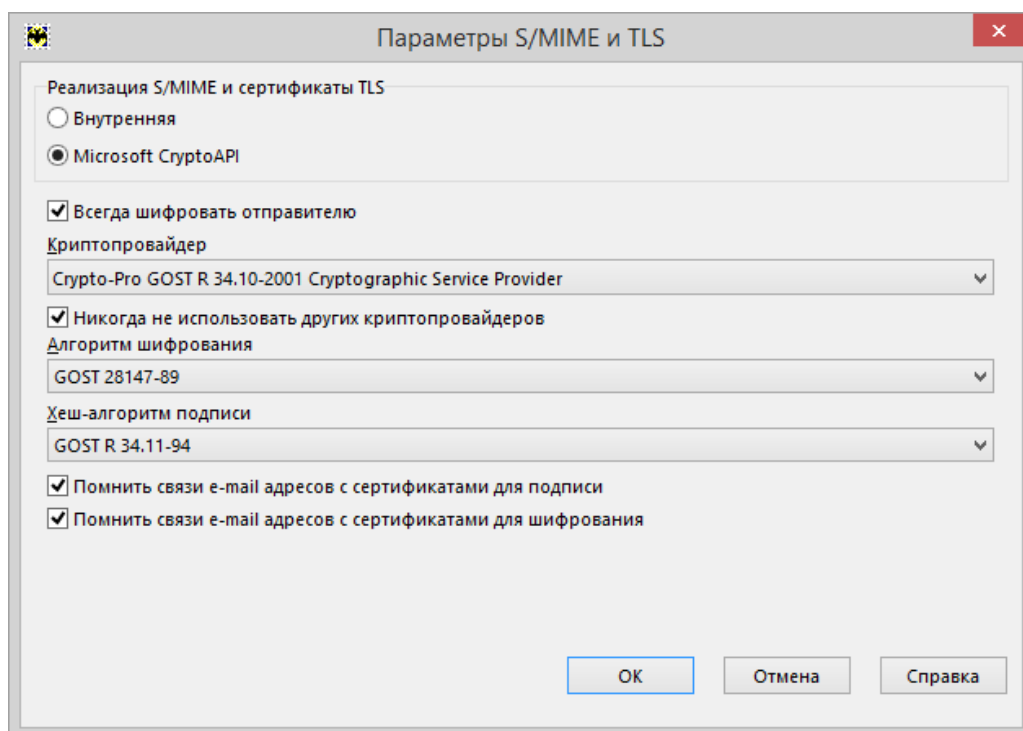 Параметры S/MIME и TLS
Реализация S/MIME и сертификаты TLS
Внутренняя
Microsoft CryptoAPI
Всегда шифровать отправителю
Криптопровайдер
Crypto-Pro GOST R 34.10-2001 Cryptographic Service Provider
Никогда не использовать других криптопровайдеров
Алгоритм шифрования
GOST 28147-89
Хеш-алгоритм подписи
GOST R 34.11-94
Помнить связи e-mail адресов с сертификатами для подписи
Помнить связи e-mail адресов с сертификатами для шифрования
ОК Отмена Справка